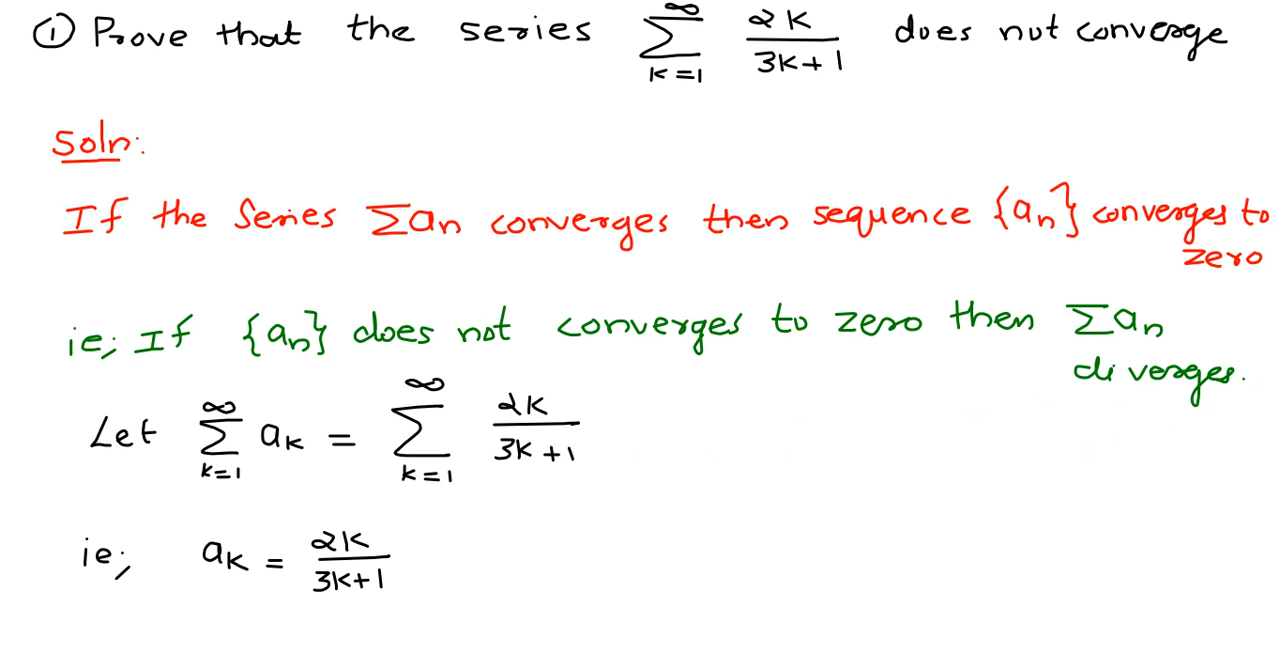 ① Prove that the series ∑_{k=1}^{∞} 2k/(3k+1) does not converge
Soln:
If the Series ∑an converges then sequence {an} converges to
zero
ie; If {an} does not converges to zero then ∑an
diverges.
Let ∑_{k=1}^{∞} ak = ∑_{k=1}^{∞} 2k/(3k+1)
ie; ak = 2k/(3k+1)